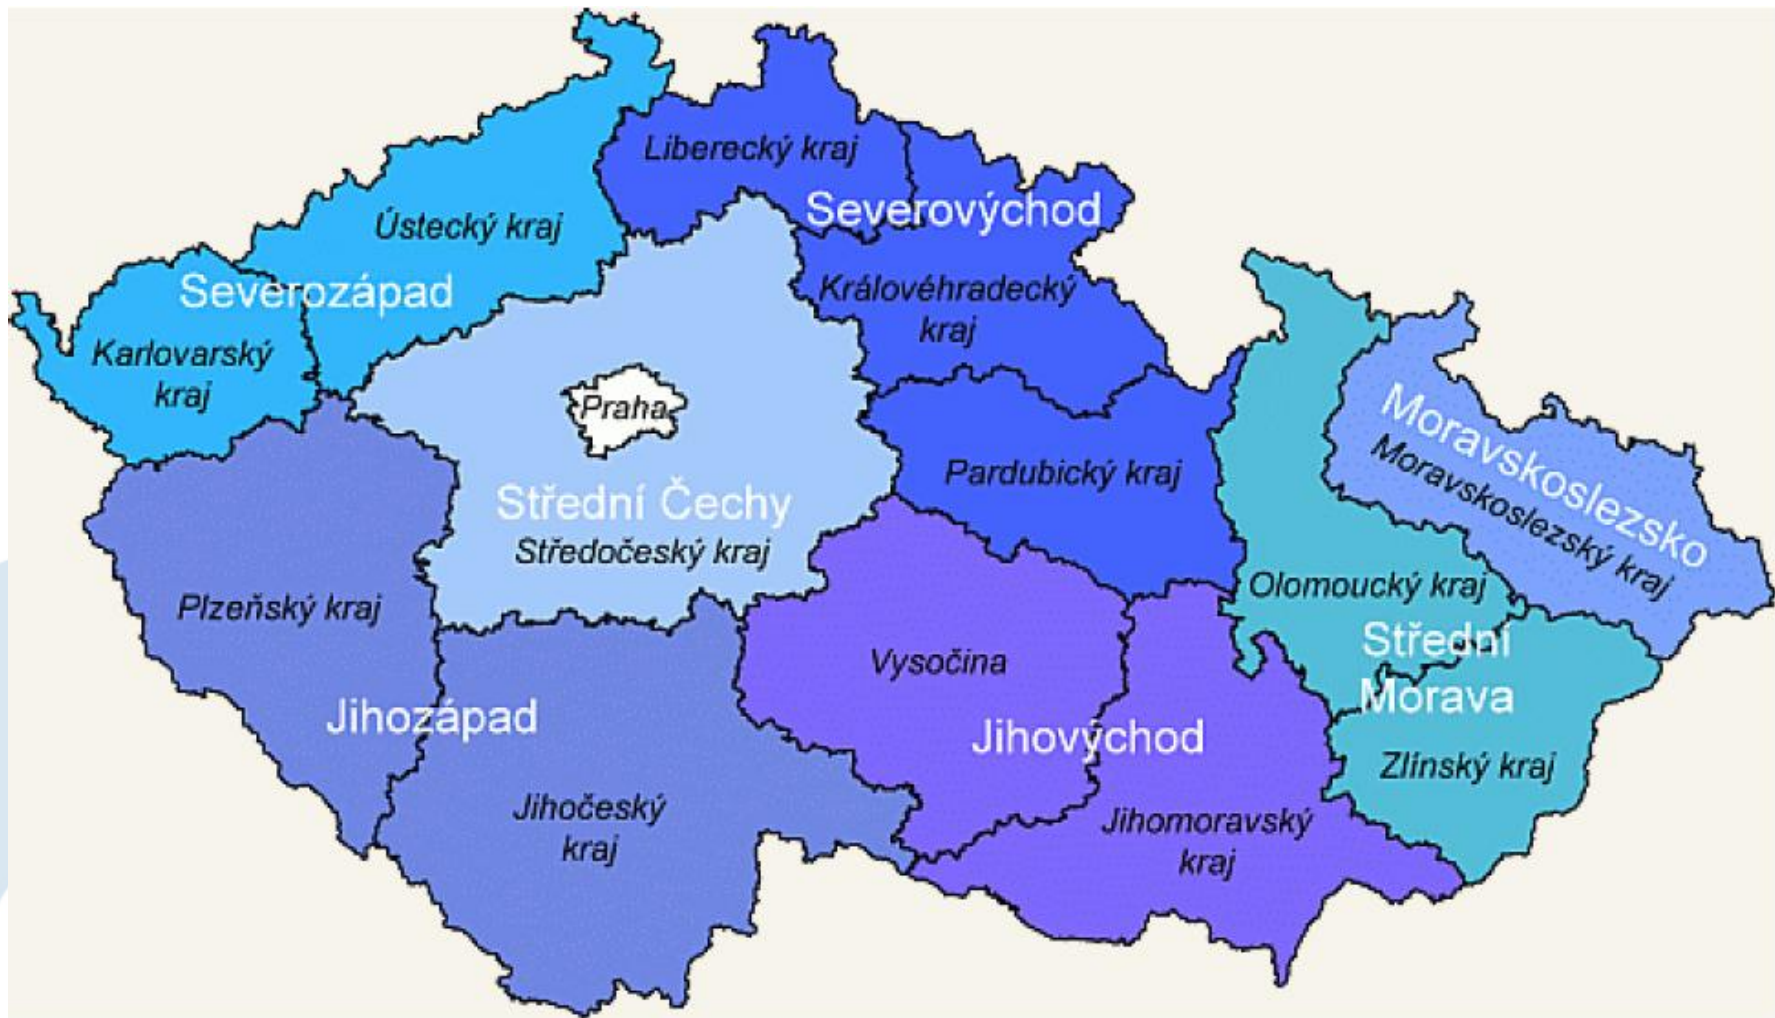 Liberecký kraj
Severovýchod
Ústecký kraj
Severozápad
Královéhradecký
kraj
Karlovarský
kraj
Praha
Moravskoslezsko
Moravskoslezský kraj
Pardubický kraj
Střední Čechy
Středočeský kraj
Olomoucký kraj
Plzeňský kraj
Střední
Morava
Vysočina
Jihozápad
Jihovýchod
Zlínský kraj
Jihočeský
kraj
Jihomoravský
kraj